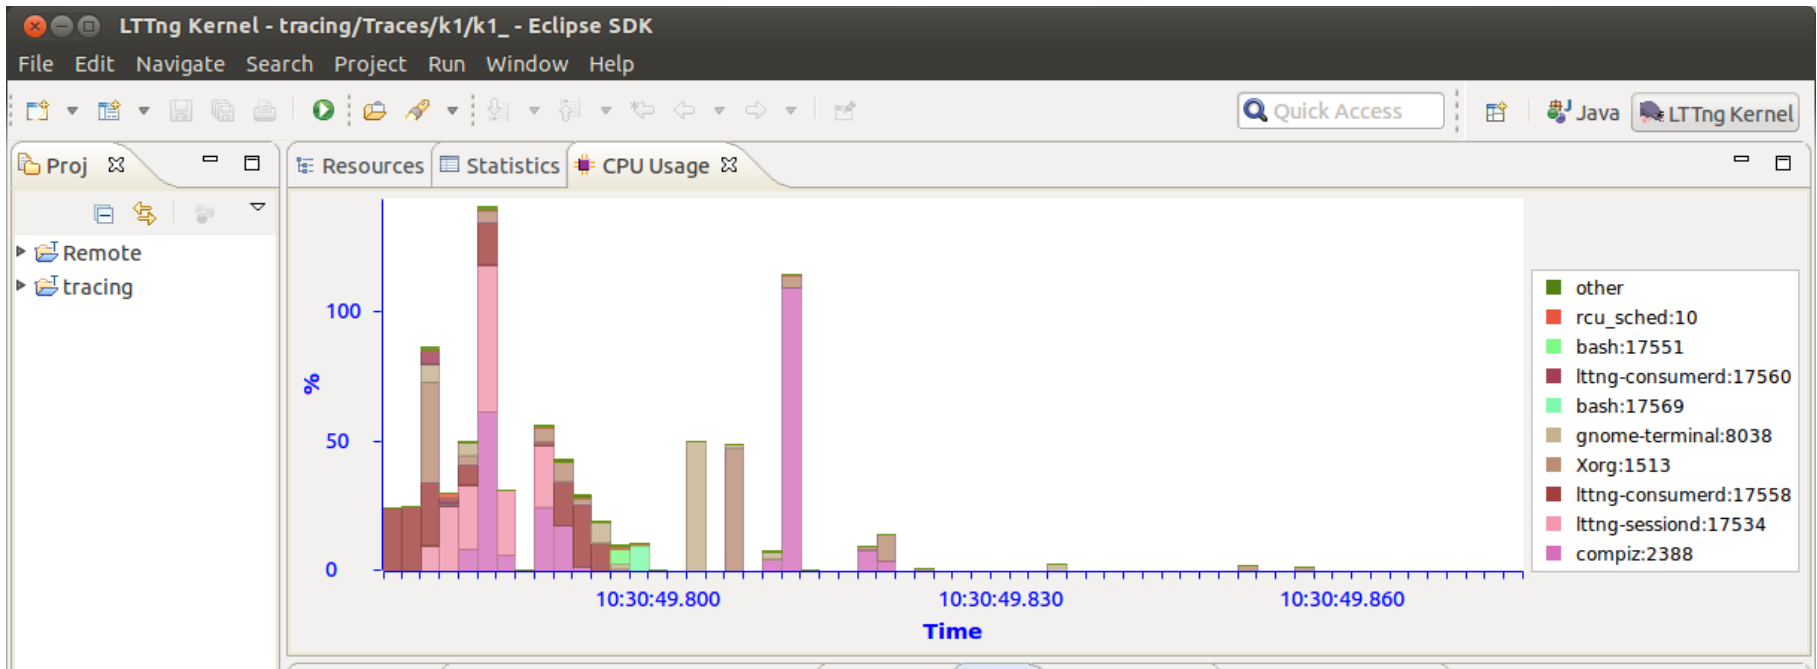 LTTng Kernel - tracing/Traces/k1/k1_ - Eclipse SDK
File Edit Navigate Search Project Run Window Help
Quick Access
Java
LTTng Kernel
Proj
Resources
Statistics
CPU Usage
Remote
tracing
100
50
0
%
10:30:49.800
10:30:49.830
10:30:49.860
Time
other
rcu_sched:10
bash:17551
lttng-consumerd:17560
bash:17569
gnome-terminal:8038
Xorg:1513
lttng-consumerd:17558
lttng-sessiond:17534
compiz:2388